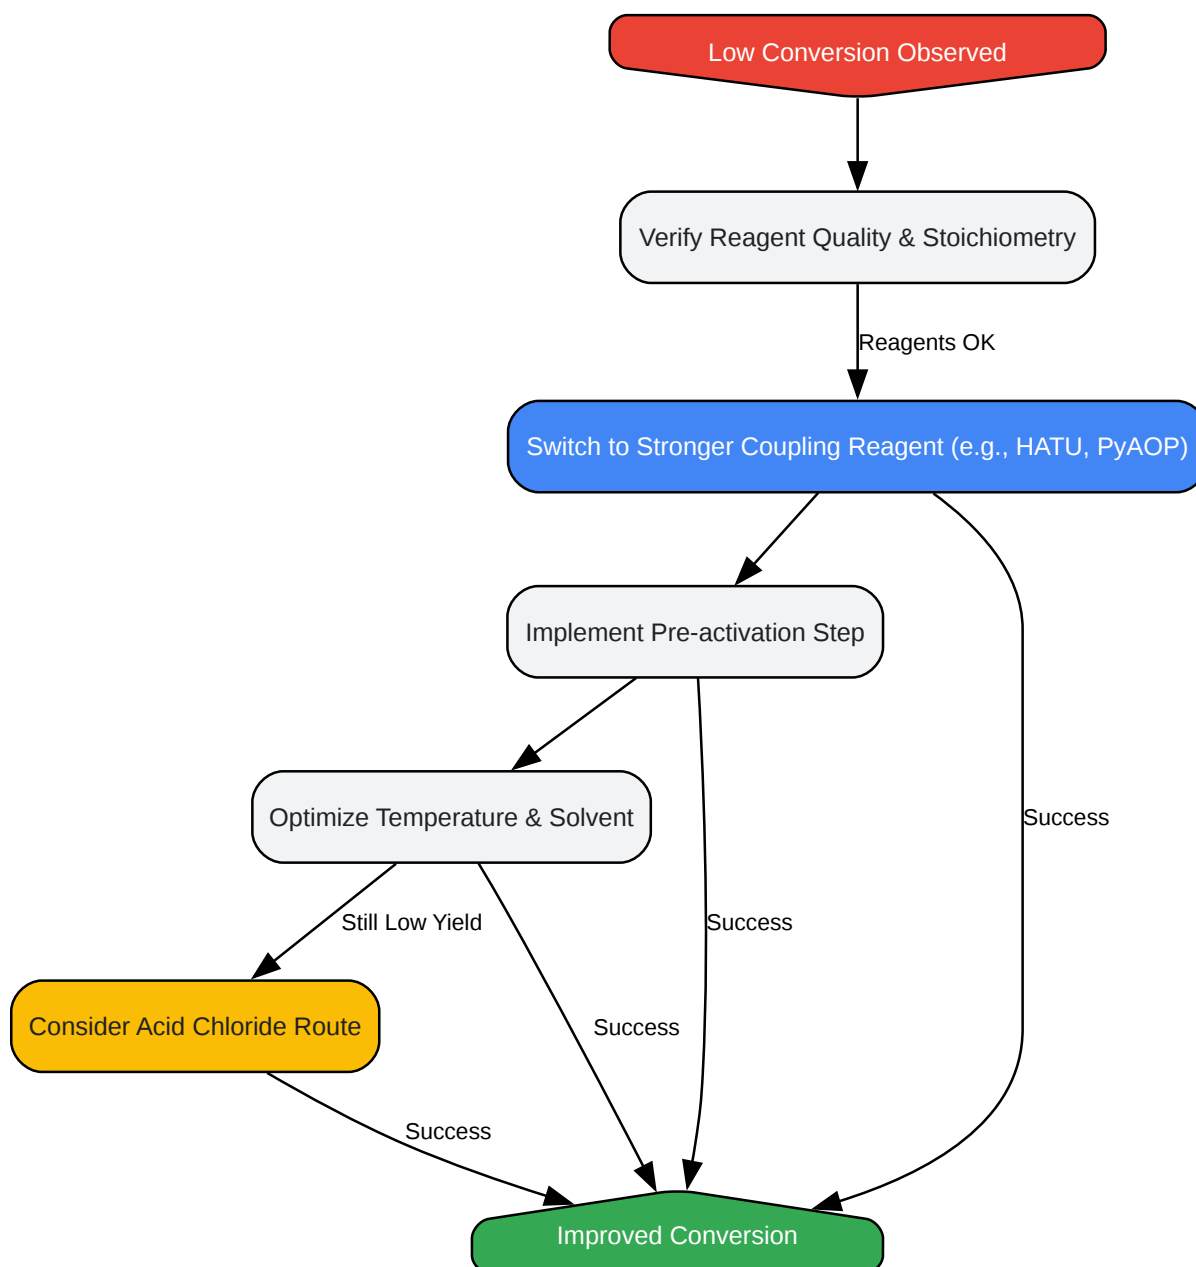 Low Conversion Observed
Verify Reagent Quality & Stoichiometry
Reagents OK
Switch to Stronger Coupling Reagent (e.g., HATU, PyAOP)
Implement Pre-activation Step
Optimize Temperature & Solvent
Success
Still Low Yield
Success
Consider Acid Chloride Route
Success
Success
Improved Conversion